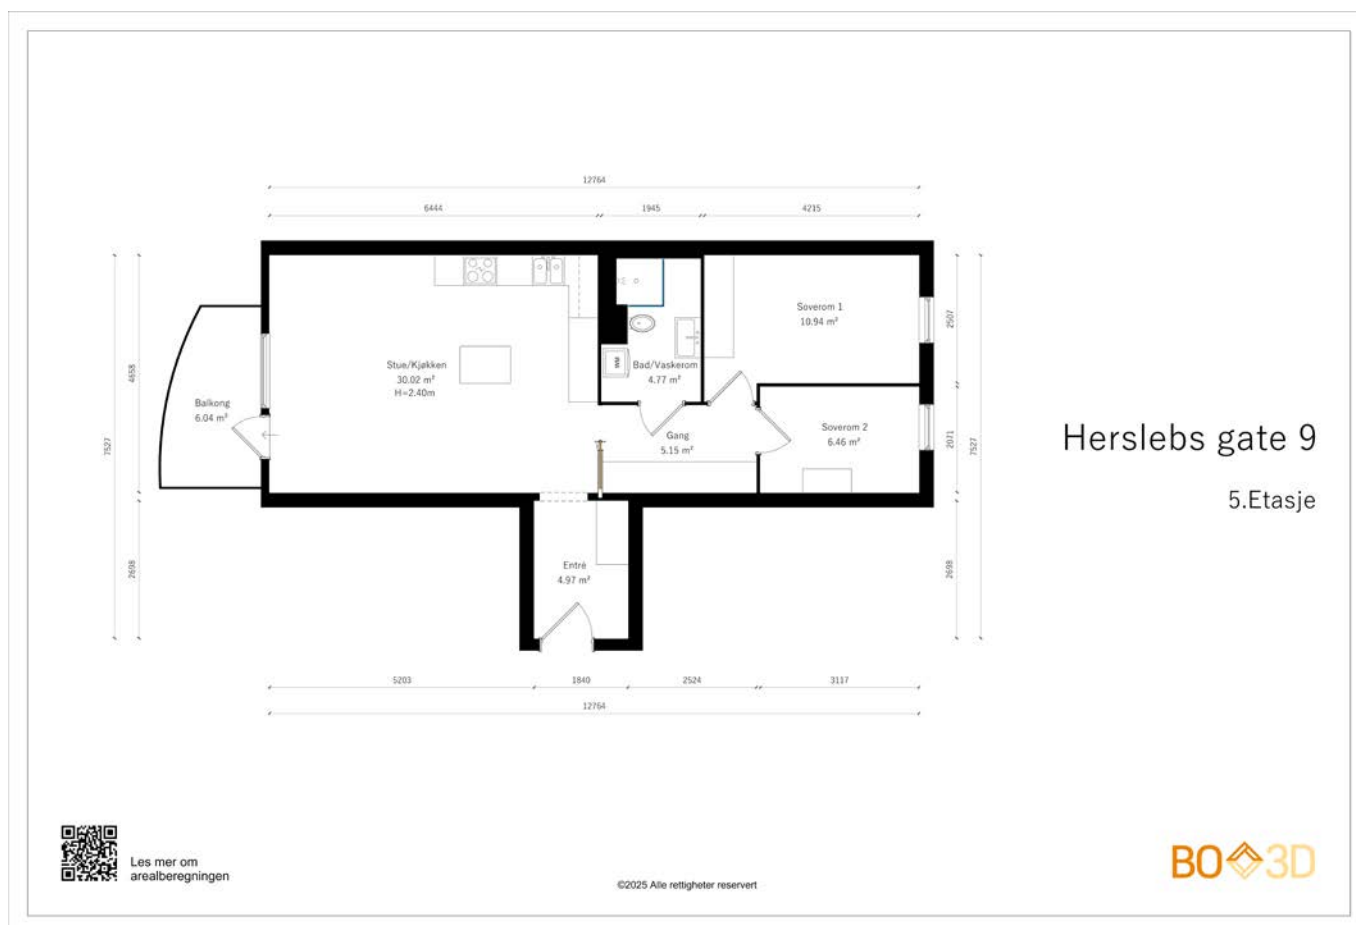 12764
6444
1945
4215
Soverom 1
10.94 m²
2507
Stue/Kjøkken
30.02 m²
H=2.40m
WM
Bad/Vaskerom
4.77 m²
4658
Balkong
6.04 m²
Soverom 2
6.46 m²
Gang
5.15 m²
2071
7527
7527
Herslebs gate 9
5.Etasje
Entré
4.97 m²
2698
2698
5203
1840
2524
3117
12764
Les mer om
arealberegningen
©2025 Alle rettigheter reservert
BO 3D